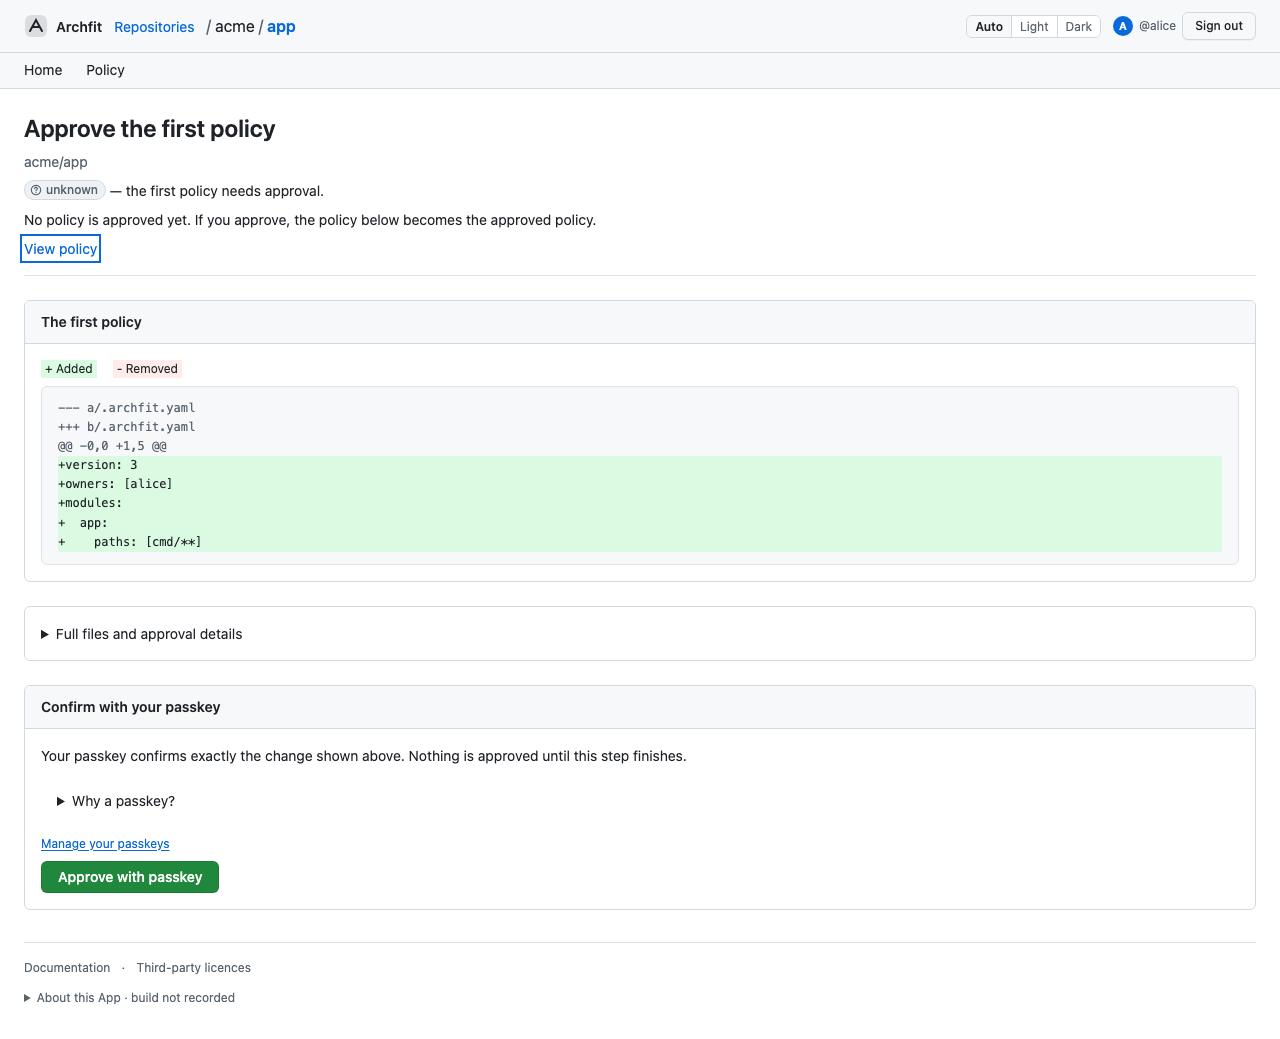 Archfit Repositories / acme / app
Auto Light Dark A @alice Sign out
Home Policy
Approve the first policy
acme/app
unknown — the first policy needs approval.
No policy is approved yet. If you approve, the policy below becomes the approved policy.
View policy
The first policy
+ Added - Removed
--- a/.archfit.yaml
+++ b/.archfit.yaml
@@ -0,0 +1,5 @@
+version: 3
+owners: [alice]
+modules:
+  app:
+    paths: [cmd/**]
Full files and approval details
Confirm with your passkey
Your passkey confirms exactly the change shown above. Nothing is approved until this step finishes.
Why a passkey?
Manage your passkeys
Approve with passkey
Documentation · Third-party licences
About this App · build not recorded